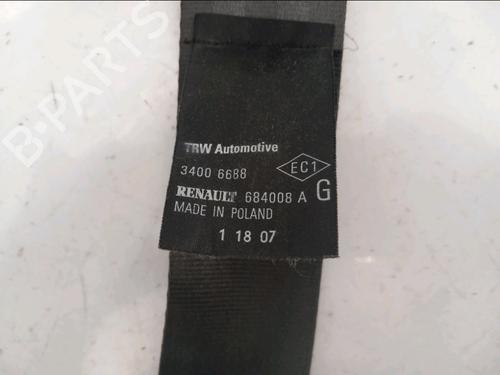 B-PARTS
TRW Automotive
3400 6688
EC1
RENAULT 684008 A G
MADE IN POLAND
1 18 07